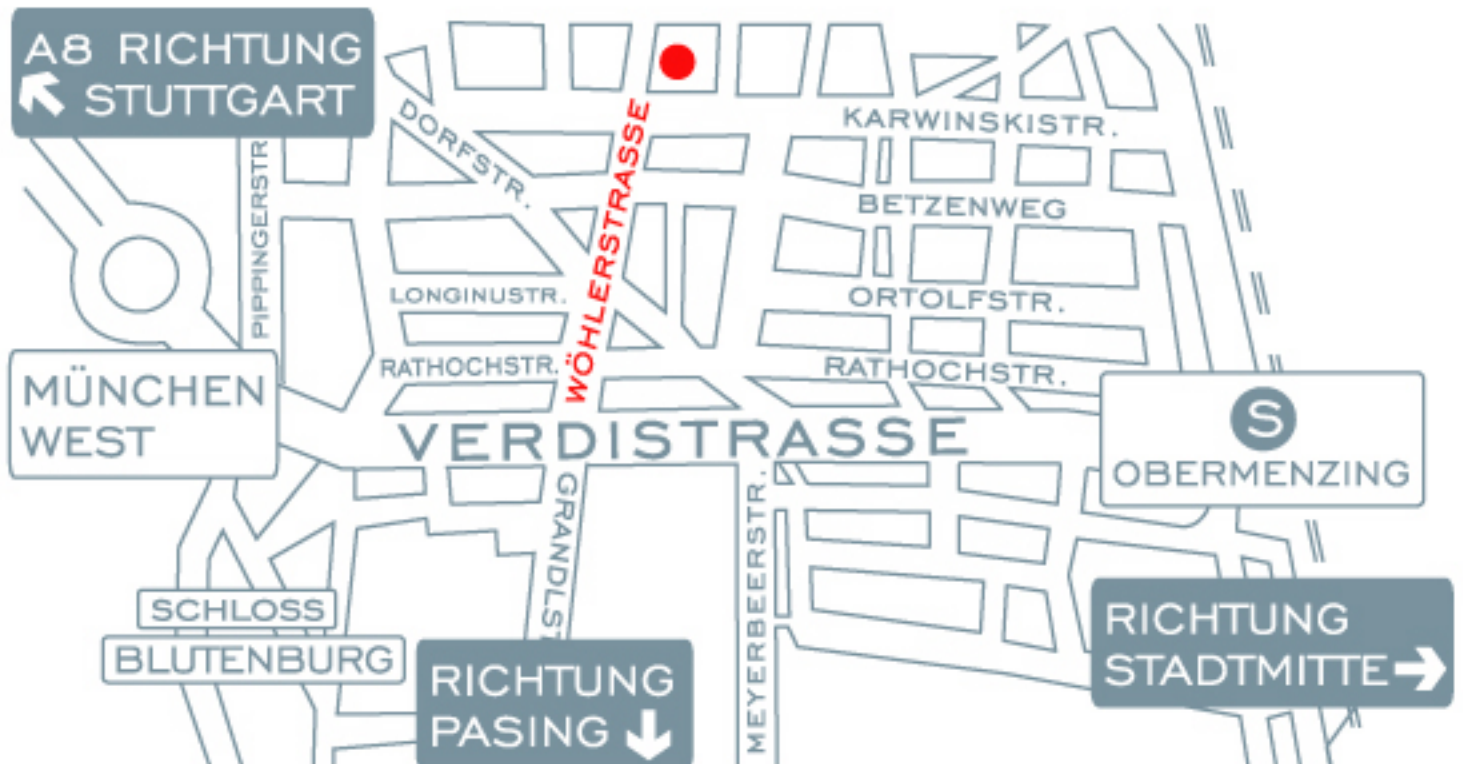 A8 RICHTUNG
STUTTGART
DORFSTR.
KARWINSKISTR.
PIPPINGERSTR
WÖHLERSTRASSE
BETZENWEG
LONGINUSTR.
ORTOLFSTR.
RATHOCHSTR.
RATHOCHSTR.
MÜNCHEN
WEST
VERDISTRASSE
S
OBERMENZING
GRANDLST
MEYERBEERSTR.
SCHLOSS
BLUTENBURG
RICHTUNG
PASING
RICHTUNG
STADTMITTE